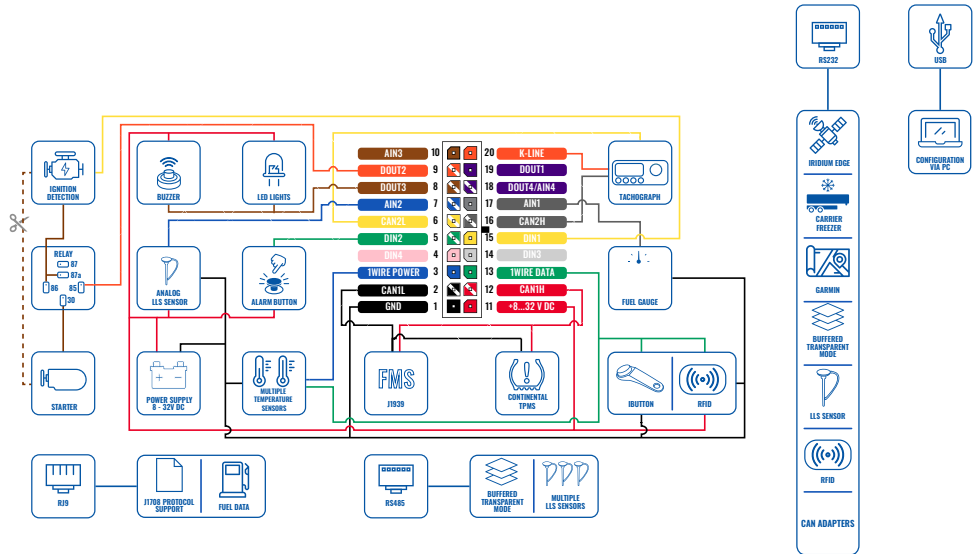 RS232
USB
IRIDIUM EDGE
CONFIGURATION
VIA PC
CARRIER
FREEZER
GARMIN
BUFFERED
TRANSPARENT
MODE
LLS SENSOR
RFID
CAN ADAPTERS
IGNITION
DETECTION
BUZZER
LED LIGHTS
AIN3 10 20 K-LINE
DOUT2 9 19 DOUT1
DOUT3 8 18 DOUT4/AIN4
AIN2 7 17 AIN1
CAN2L 6 16 CAN2H
DIN2 5 15 DIN1
DIN4 4 14 DIN3
1WIRE POWER 3 13 1WIRE DATA
CAN1L 2 12 CAN1H
GND 1 11 +8...32 V DC
TACHOGRAPH
RELAY
87
87a
86 85
30
ANALOG
LLS SENSOR
ALARM BUTTON
FUEL GAUGE
STARTER
POWER SUPPLY
8 - 32V DC
MULTIPLE
TEMPERATURE
SENSORS
FMS
J1939
CONTINENTAL
TPMS
IBUTTON
RFID
RJ9
J1708 PROTOCOL
SUPPORT
FUEL DATA
RS485
BUFFERED
TRANSPARENT
MODE
MULTIPLE
LLS SENSORS